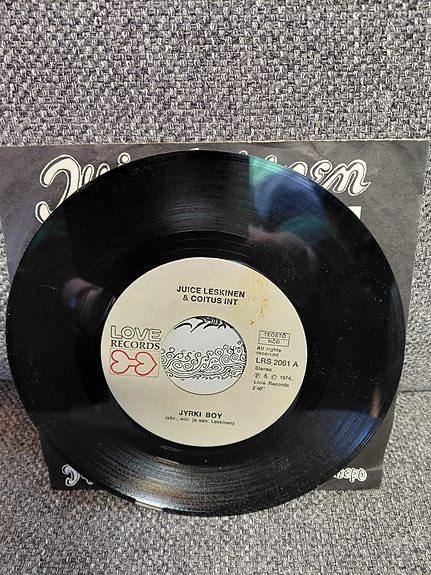 JUICE LESKINEN
& COITUS INT
LOVE
RECORDS
TEOSTO
NCB
All rights
reserved
LRS 2061 A
Stereo
℗ & © 1974,
Love Records
2'40"
JYRKI BOY
(säv., sov. ja san. Leskinen)